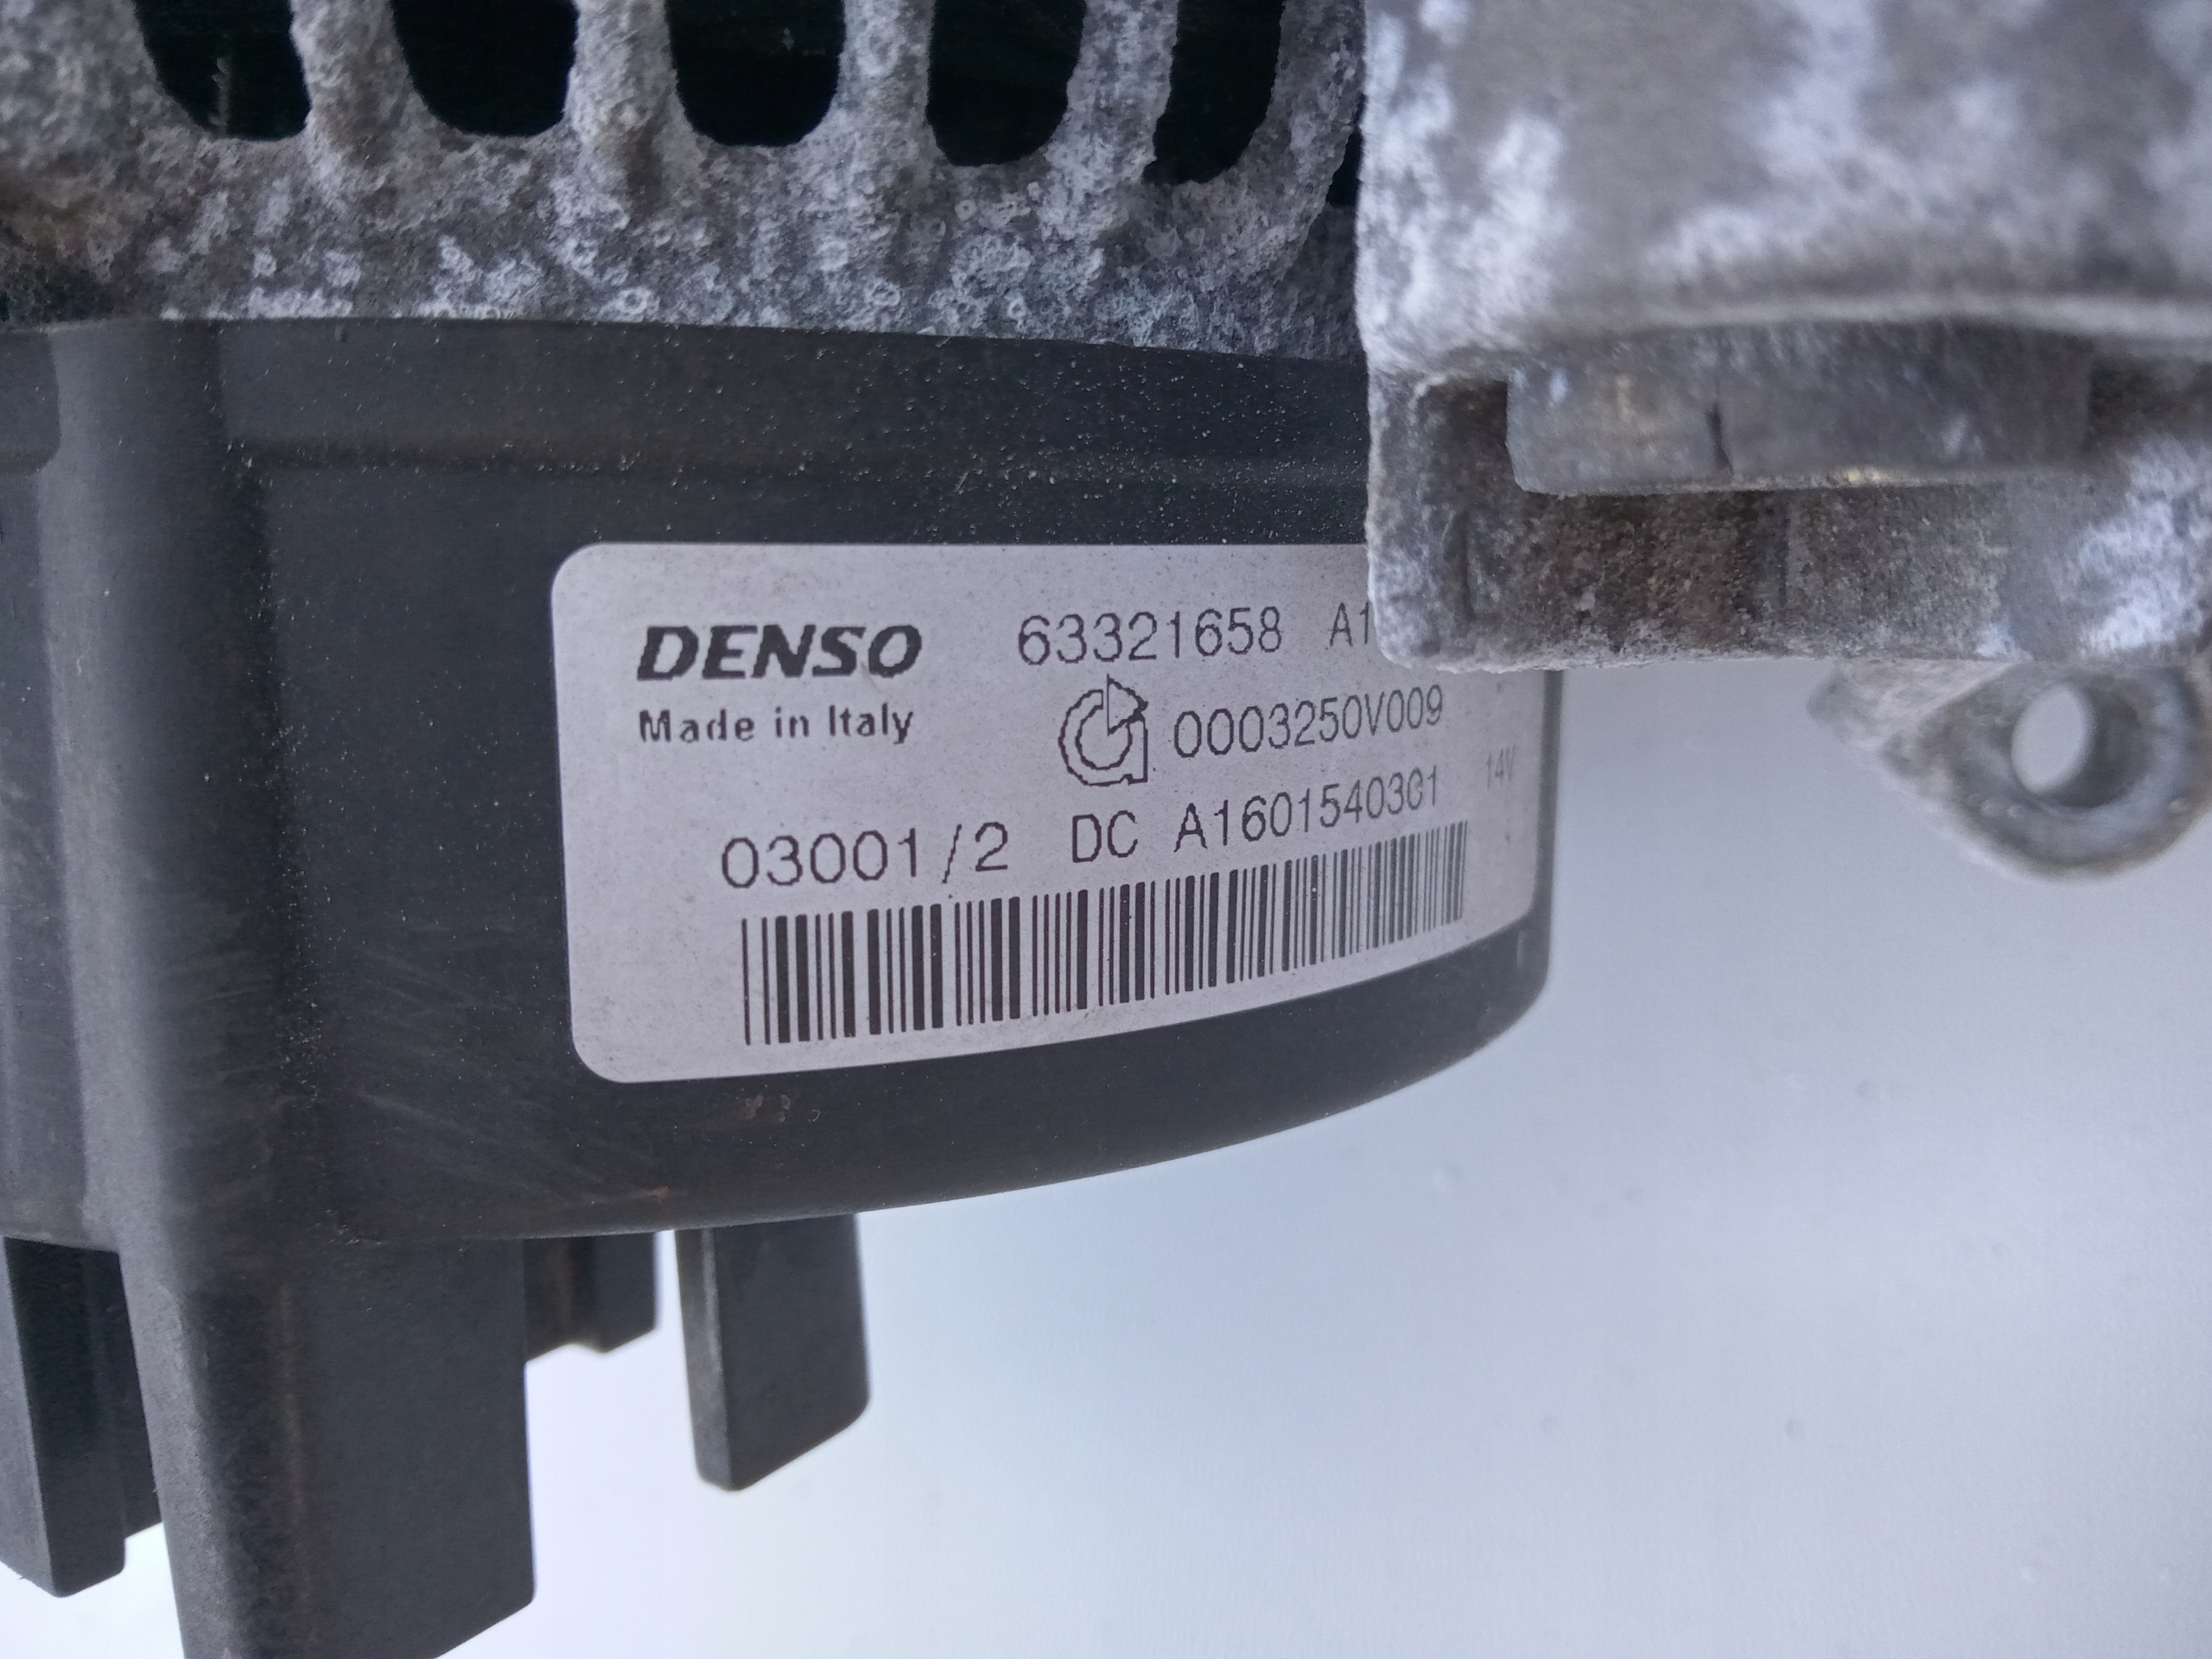 DENSO 63321658 A1
Made in Italy 0003250V009
03001/2 DC A1601540301 14V